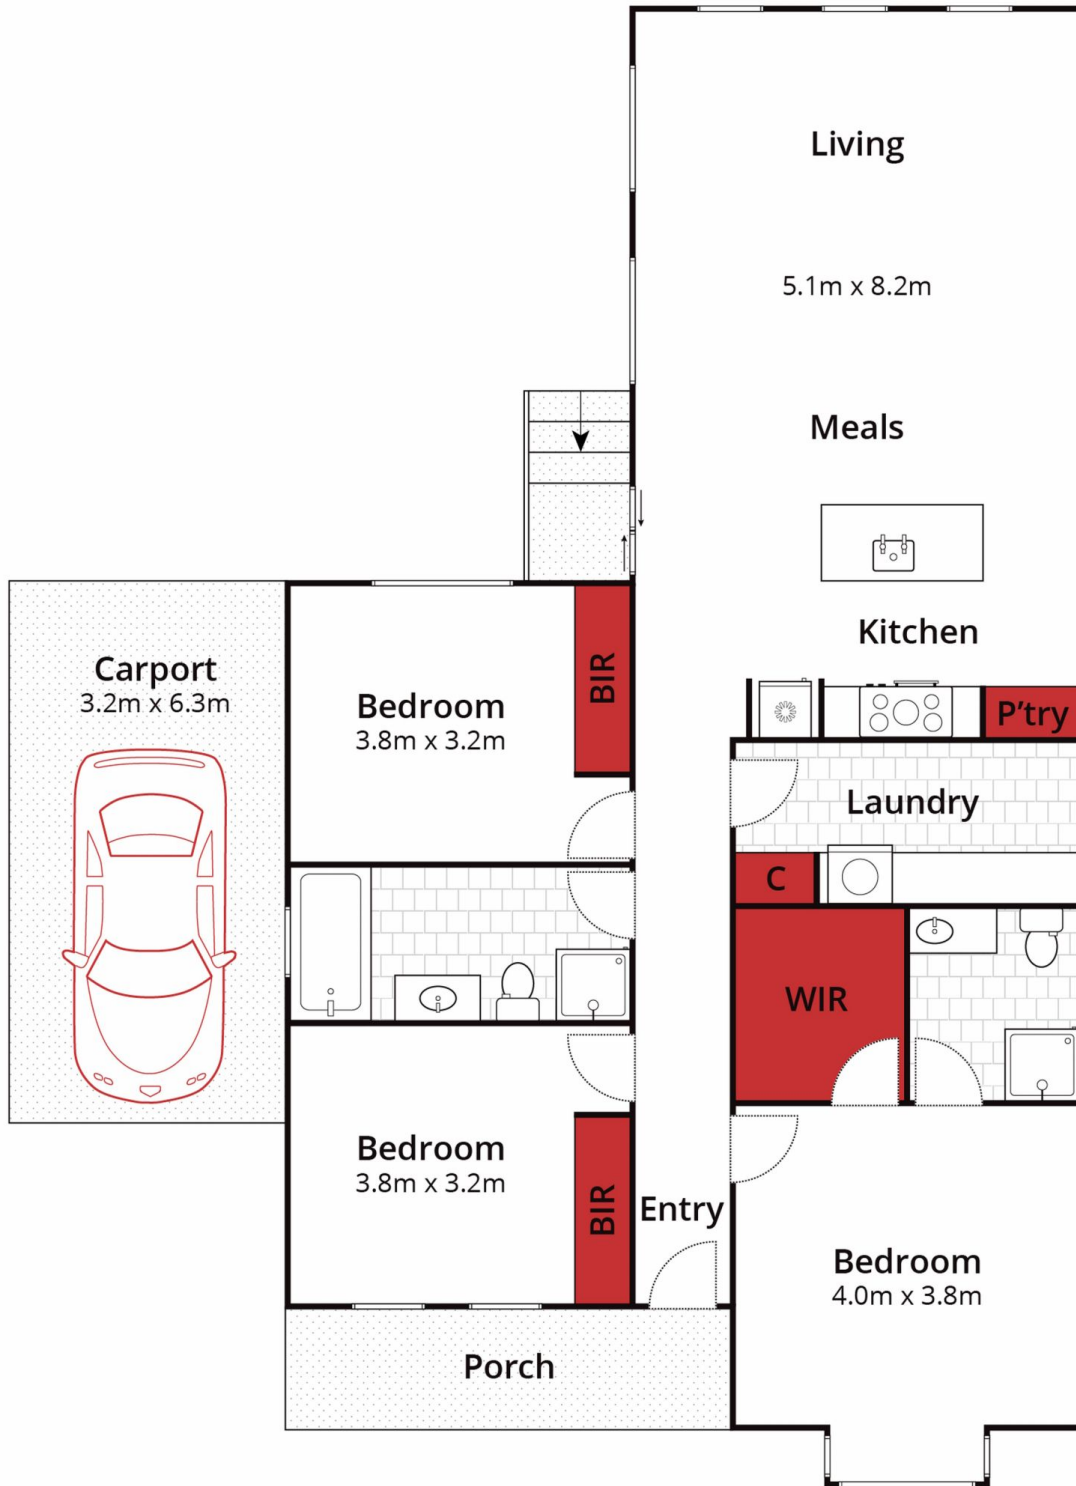 Living
5.1m x 8.2m
Meals
Kitchen
P'try
Carport
3.2m x 6.3m
Bedroom
3.8m x 3.2m
BIR
Laundry
C
WIR
Bedroom
3.8m x 3.2m
BIR
Entry
Bedroom
4.0m x 3.8m
Porch